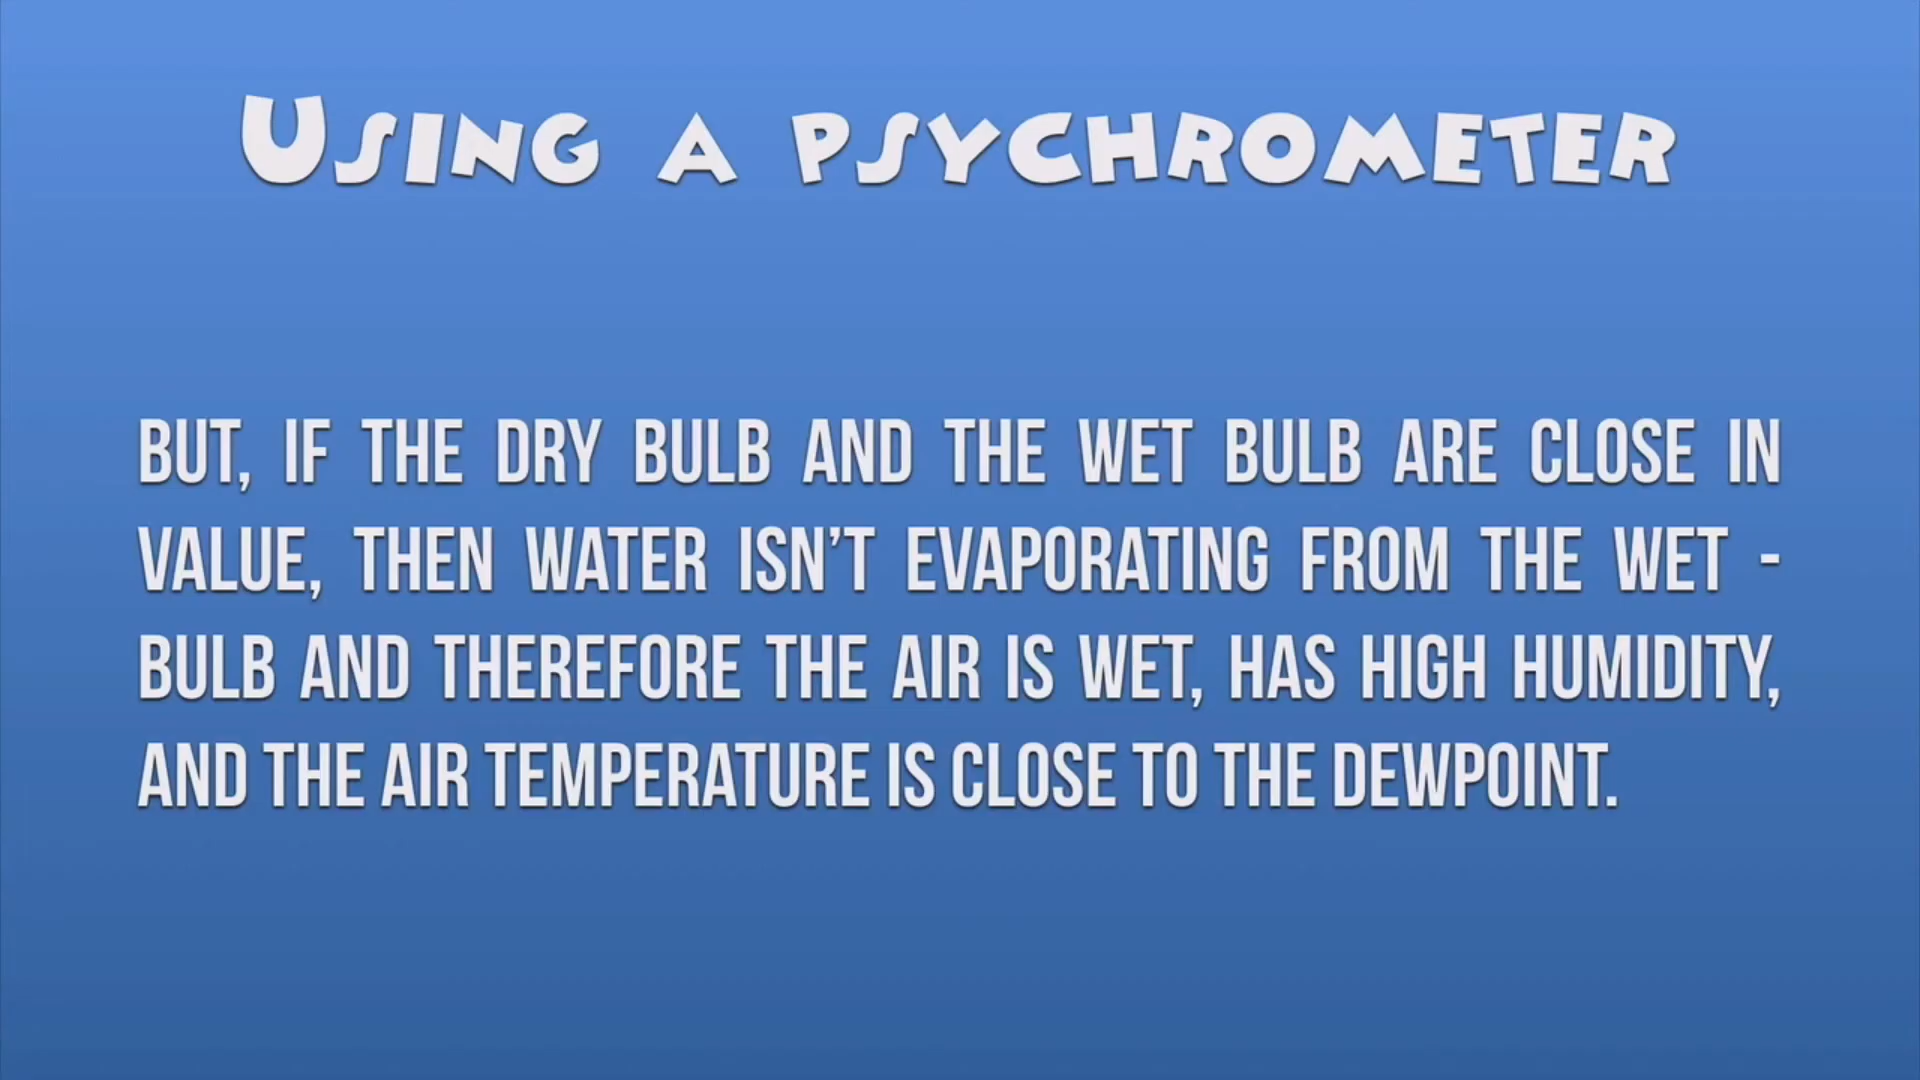 USING A PSYCHROMETER
BUT, IF THE DRY BULB AND THE WET BULB ARE CLOSE IN
VALUE, THEN WATER ISN’T EVAPORATING FROM THE WET -
BULB AND THEREFORE THE AIR IS WET, HAS HIGH HUMIDITY,
AND THE AIR TEMPERATURE IS CLOSE TO THE DEWPOINT.